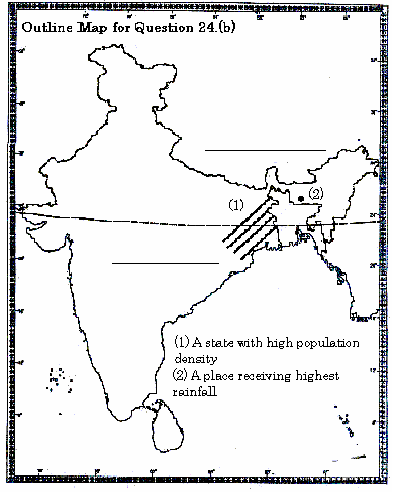 Outline Map for Question 24.(b)
(1)
(2)
(1) A state with high population
density
(2) A place receiving highest
rainfall